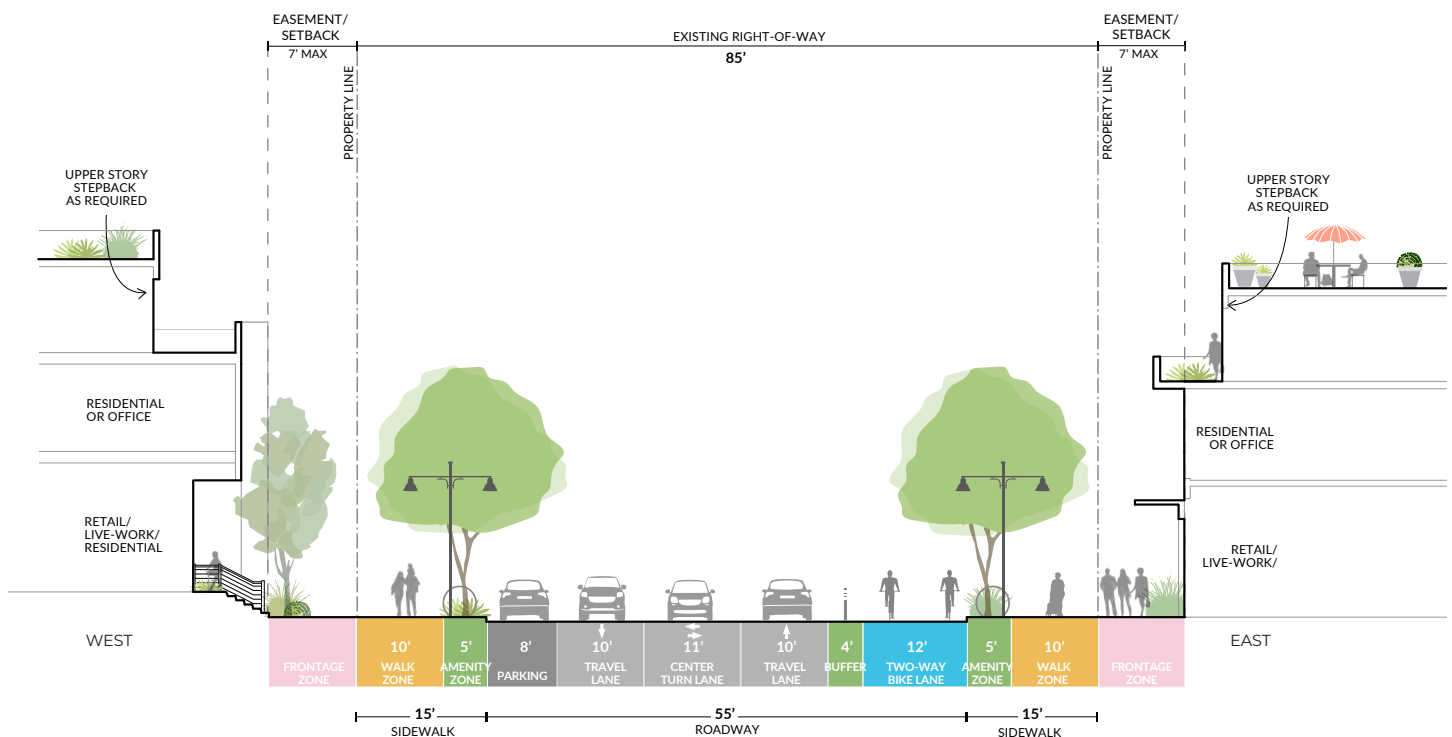 EASEMENT/
SETBACK
7’ MAX
EXISTING RIGHT-OF-WAY
85’
EASEMENT/
SETBACK
7’ MAX
PROPERTY LINE
PROPERTY LINE
UPPER STORY
STEPBACK
AS REQUIRED
UPPER STORY
STEPBACK
AS REQUIRED
RESIDENTIAL
OR OFFICE
RESIDENTIAL
OR OFFICE
RETAIL/
LIVE-WORK/
RESIDENTIAL
RETAIL/
LIVE-WORK/
WEST
EAST
FRONTAGE
ZONE
10’
WALK
ZONE
5’
AMENITY
ZONE
8’
PARKING
10’
TRAVEL
LANE
11’
CENTER
TURN LANE
10’
TRAVEL
LANE
4’
BUFFER
12’
TWO-WAY
BIKE LANE
5’
AMENITY
ZONE
10’
WALK
ZONE
FRONTAGE
ZONE
15’
SIDEWALK
55’
ROADWAY
15’
SIDEWALK